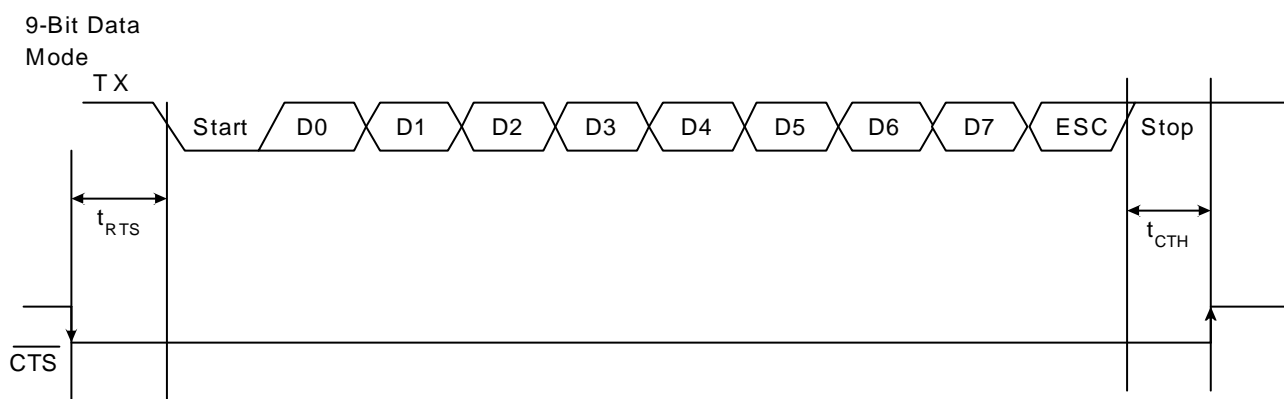 9-Bit Data
Mode
TX
Start D0 D1 D2 D3 D4 D5 D6 D7 ESC Stop
tRTS
tCTH
CTS